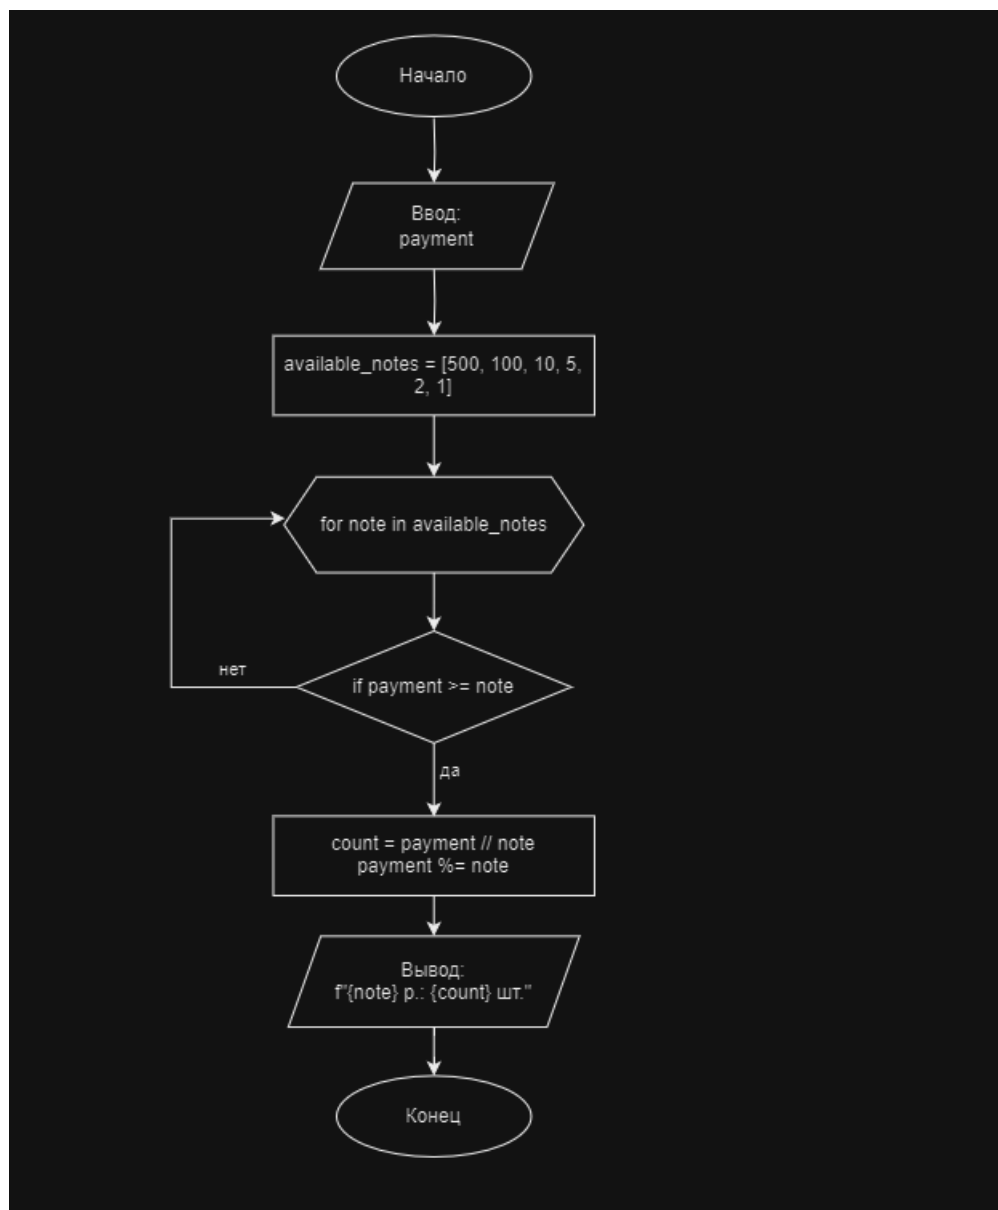 Начало
Ввод:
payment
available_notes = [500, 100, 10, 5,
2, 1]
for note in available_notes
нет
if payment >= note
да
count = payment // note
payment %= note
Вывод:
f"{note} р.: {count} шт."
Конец